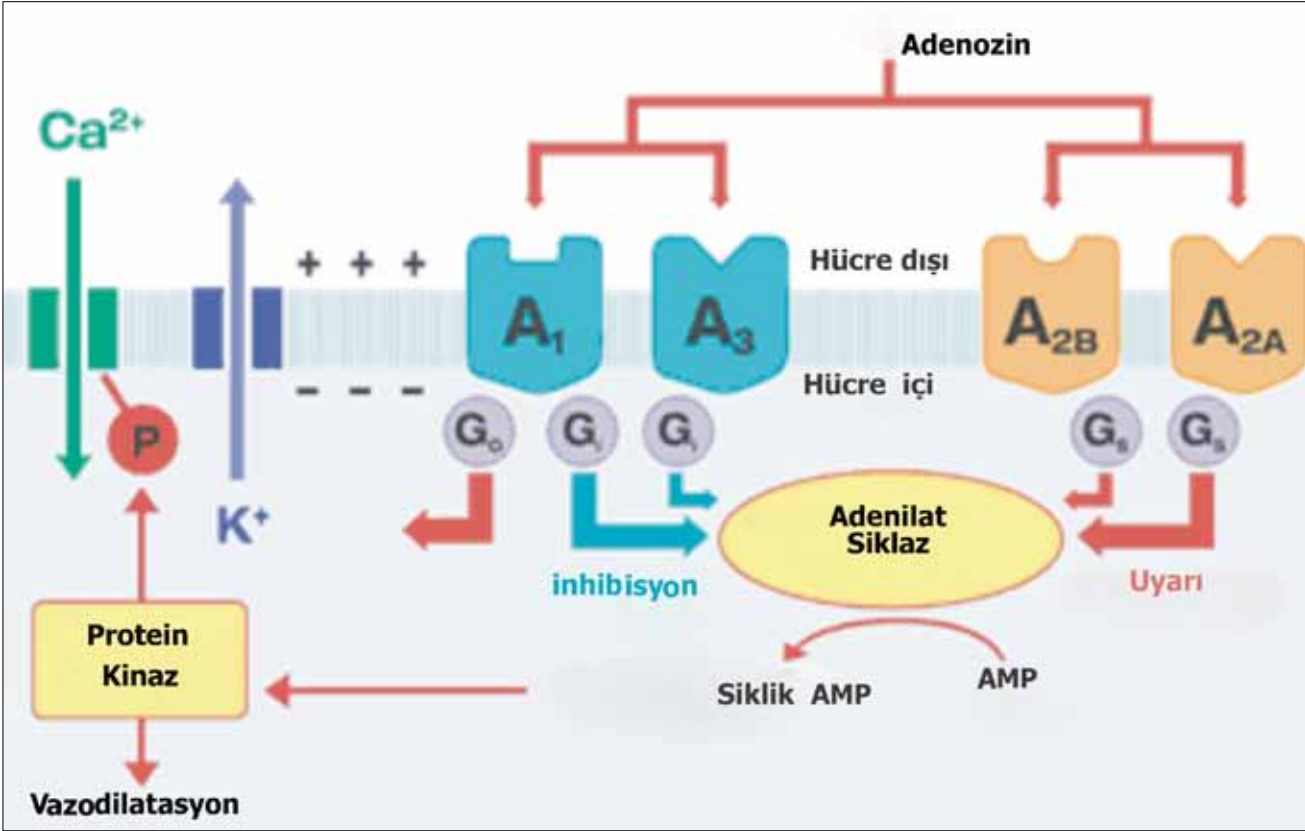 Adenozin
Ca²⁺
+ + +
A₁
A₃
Hücre dışı
A₂B
A₂A
– – –
Hücre içi
P
Gₒ
Gᵢ
Gᵢ
Gₛ
Gₛ
K⁺
Adenilat
Siklaz
inhibisyon
Uyarı
Protein
Kinaz
Siklik AMP
AMP
Vazodilatasyon